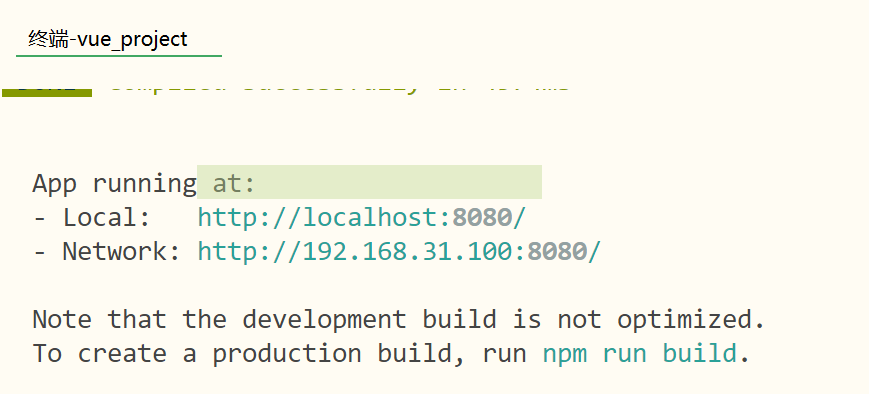 终端-vue_project
App running at:
- Local: http://localhost:8080/
- Network: http://192.168.31.100:8080/
Note that the development build is not optimized.
To create a production build, run npm run build.